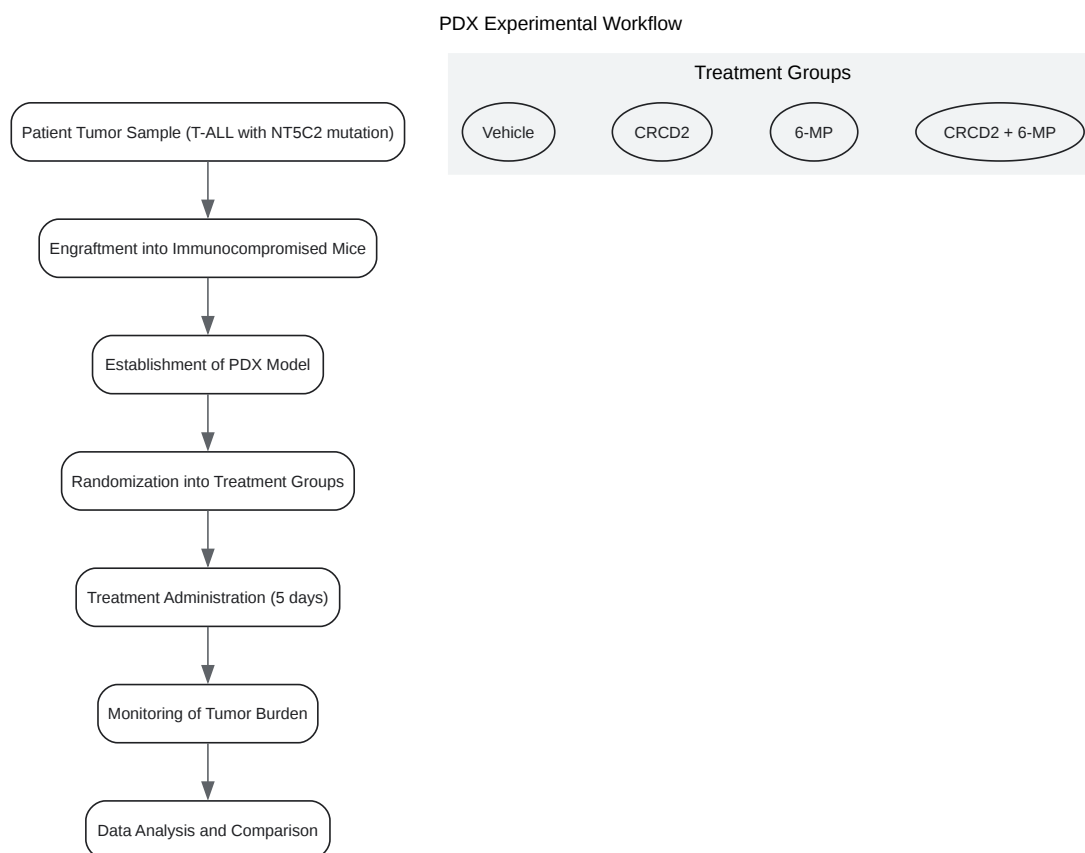 PDX Experimental Workflow
Treatment Groups
Vehicle
CRCD2
6-MP
CRCD2 + 6-MP
Patient Tumor Sample (T-ALL with NT5C2 mutation)
Engraftment into Immunocompromised Mice
Establishment of PDX Model
Randomization into Treatment Groups
Treatment Administration (5 days)
Monitoring of Tumor Burden
Data Analysis and Comparison